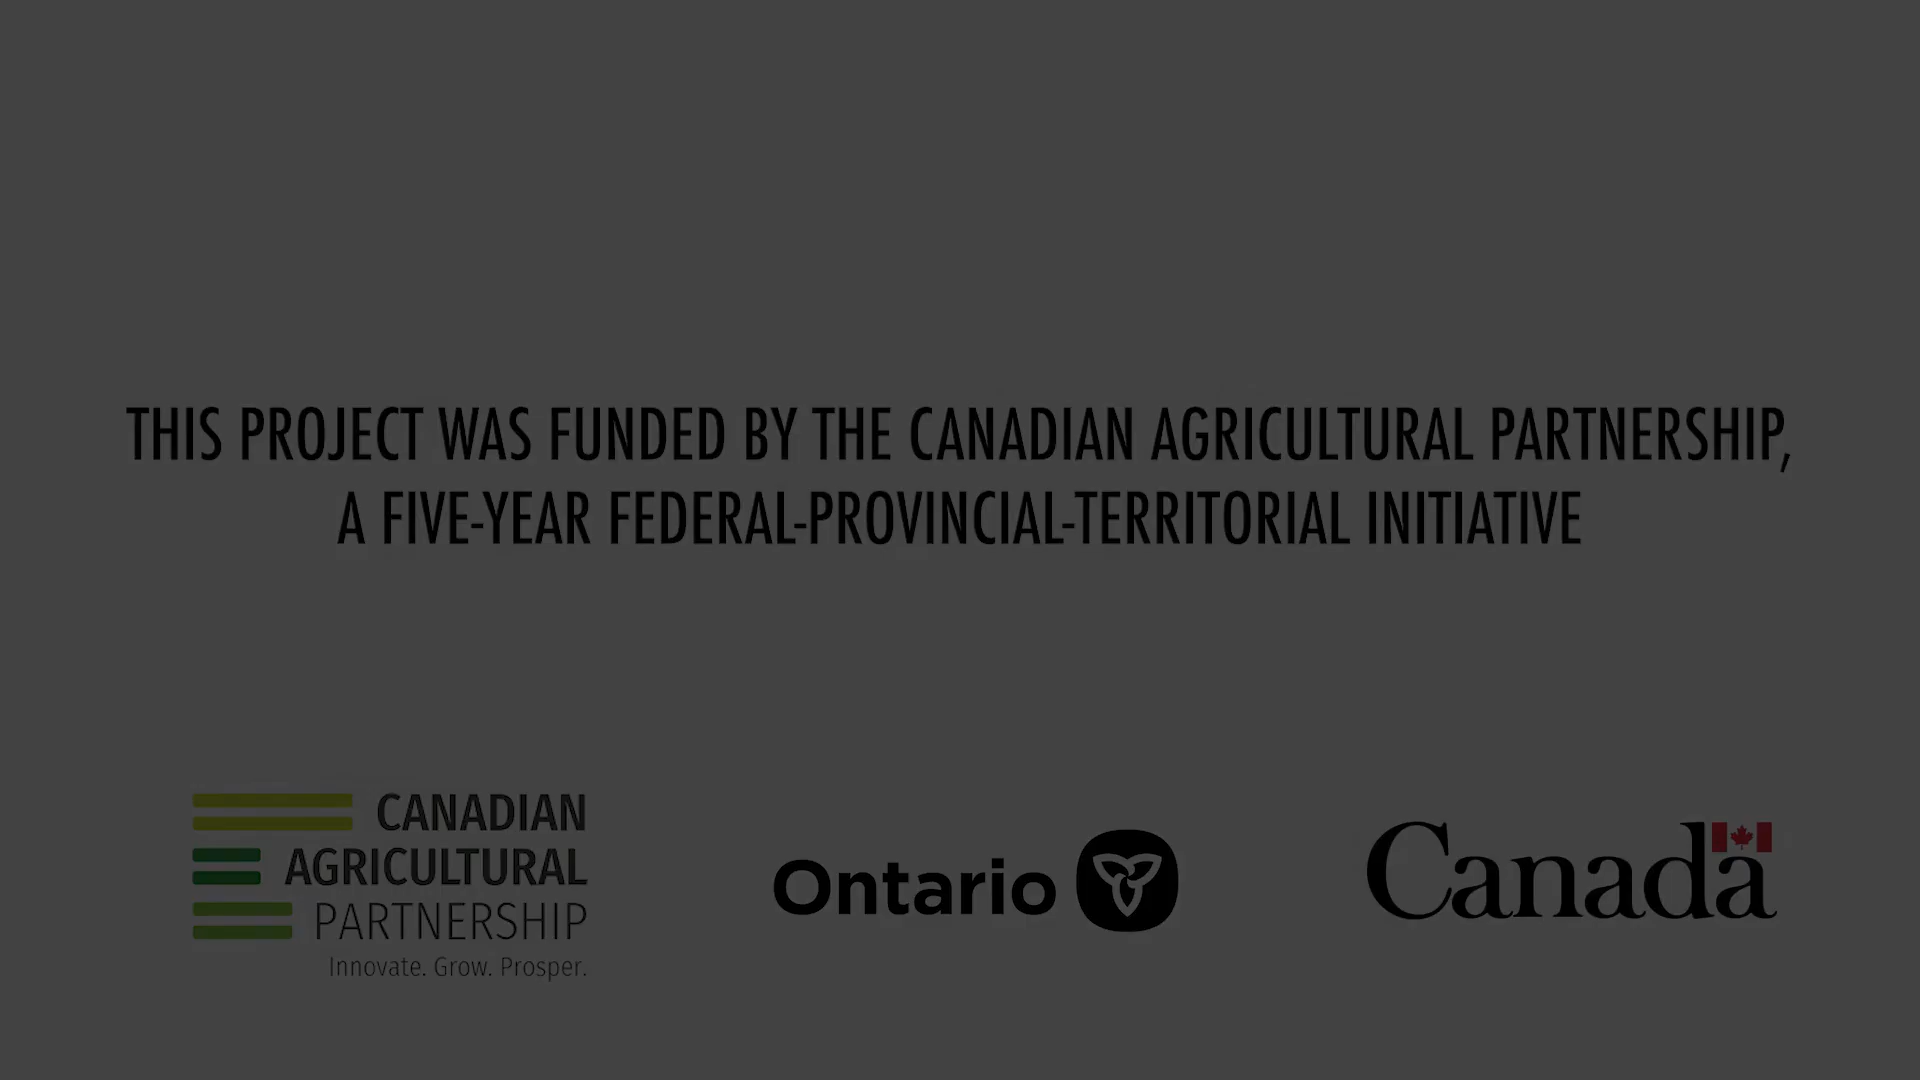 THIS PROJECT WAS FUNDED BY THE CANADIAN AGRICULTURAL PARTNERSHIP,
A FIVE-YEAR FEDERAL-PROVINCIAL-TERRITORIAL INITIATIVE
CANADIAN
AGRICULTURAL
PARTNERSHIP
Innovate. Grow. Prosper.
Ontario
Canada